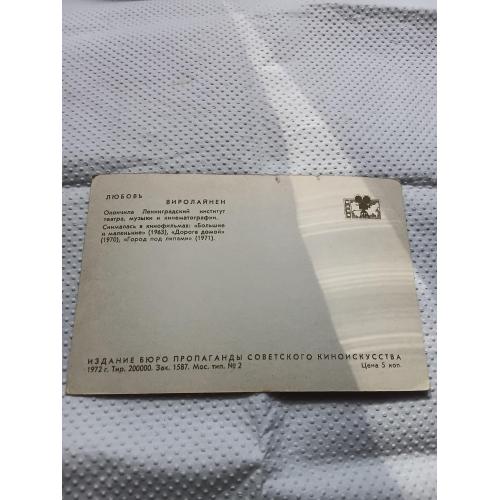 ЛЮБОВЬ
ВИРОЛАЙНЕН
Окончила Ленинградский институт
театра, музыки и кинематографии.
Снималась в кинофильмах: «Большие
и маленькие» (1963), «Дорога домой»
(1970), «Город под липами» (1971).
ИЗДАНИЕ БЮРО ПРОПАГАНДЫ СОВЕТСКОГО КИНОИСКУССТВА
1972 г. Тир. 200000. Зак. 1587. Мос. тип. № 2 Цена 5 коп.